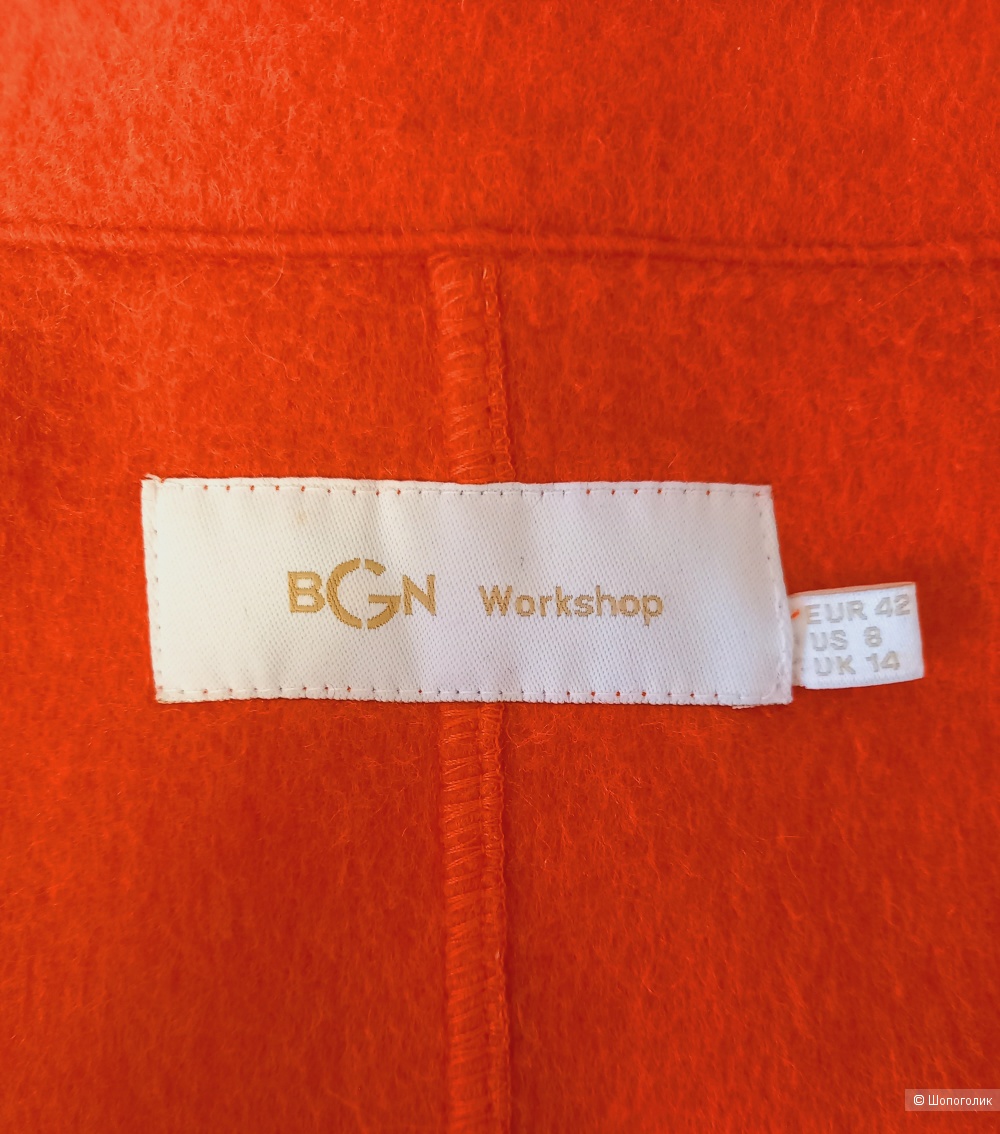 BGN Workshop
EUR 42
US 8
UK 14
© Шопоголик